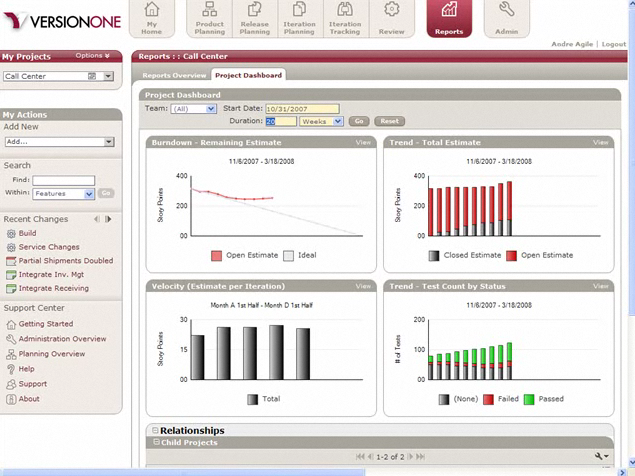 VERSIONONE
My Home
Product Planning
Release Planning
Iteration Planning
Iteration Tracking
Review
Reports
Admin
Andre Agile | Logout
My Projects Options
Call Center
My Actions
Add New
Add...
Search
Find:
Within: Features Go
Recent Changes
Build
Service Changes
Partial Shipments Doubled
Integrate Inv. Mgt
Integrate Receiving
Support Center
Getting Started
Administration Overview
Planning Overview
Help
Support
About
Reports : : Call Center
Reports Overview Project Dashboard
Project Dashboard
Team: (All) Start Date: 10/31/2007
Duration: 20 Weeks Go Reset
Burndown - Remaining Estimate View
11/6/2007 - 3/18/2008
Story Points
400
200
00
Open Estimate Ideal
Trend - Total Estimate View
11/6/2007 - 3/18/2008
Story Points
400
200
00
Closed Estimate Open Estimate
Velocity (Estimate per Iteration) View
Month A 1st Half - Month D 1st Half
Story Points
30
15
00
Total
Trend - Test Count by Status View
11/6/2007 - 3/18/2008
# of Tests
200
100
00
(None) Failed Passed
Relationships
Child Projects
1-2 of 2